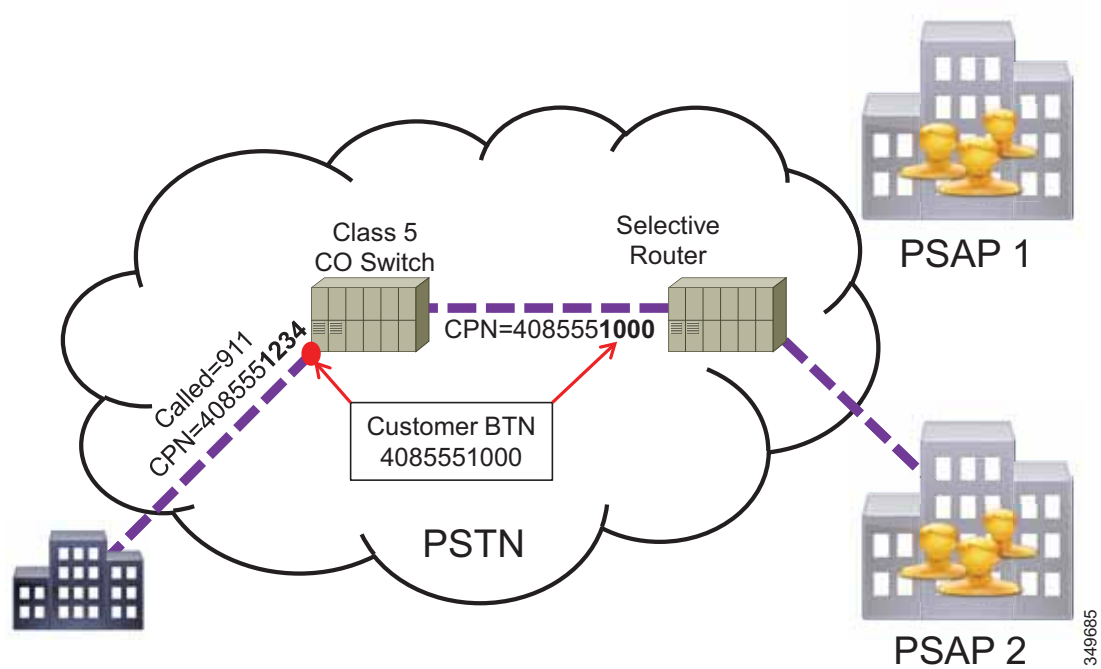 PSAP 1
Class 5
CO Switch
Selective
Router
CPN=4085551000
Called=911
CPN=4085551234
Customer BTN
4085551000
PSTN
PSAP 2
349685